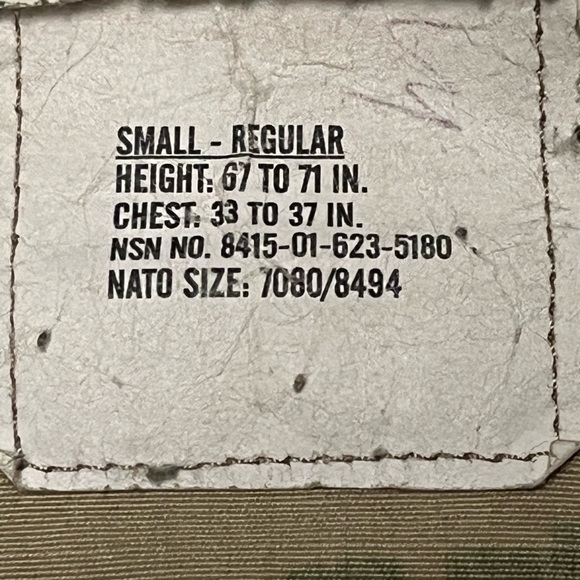 SMALL - REGULAR
HEIGHT: 67 TO 71 IN.
CHEST: 33 TO 37 IN.
NSN NO. 8415-01-623-5180
NATO SIZE: 7080/8494